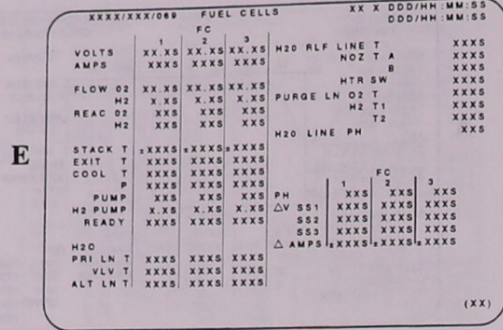 XXXX/XXX/069 FUEL CELLS XX X DDD/HH:MM:SS
DDD/HH:MM:SS
FC
1 2 3
VOLTS XX.XS XX.XS XX.XS
AMPS XXXS XXXS XXXS
FLOW O2 XX.XS XX.XS XX.XS
H2 X.XS X.XS X.XS
REAC O2 XXS XXS XXS
H2 XXS XXS XXS
E
STACK T ±XXXS ±XXXS ±XXXS
EXIT T XXXS XXXS XXXS
COOL T XXXS XXXS XXXS
P XXXS XXXS XXXS
PUMP XXS XXS XXS
H2 PUMP X.XS X.XS X.XS
READY XXXS XXXS XXXS
H2O
PRI LN T XXXS XXXS XXXS
VLV T XXXS XXXS XXXS
ALT LN T XXXS XXXS XXXS
H2O RLF LINE T XXXS
NOZ T A XXXS
B XXXS
HTR SW XXXS
PURGE LN O2 T XXXS
H2 T1 XXXS
T2 XXXS
H2O LINE PH XXS
FC
1 2 3
PH XXS XXS XXS
△V SS1 XXXS XXXS XXXS
SS2 XXXS XXXS XXXS
SS3 XXXS XXXS XXXS
△ AMPS ±XXXS ±XXXS ±XXXS
(XX)